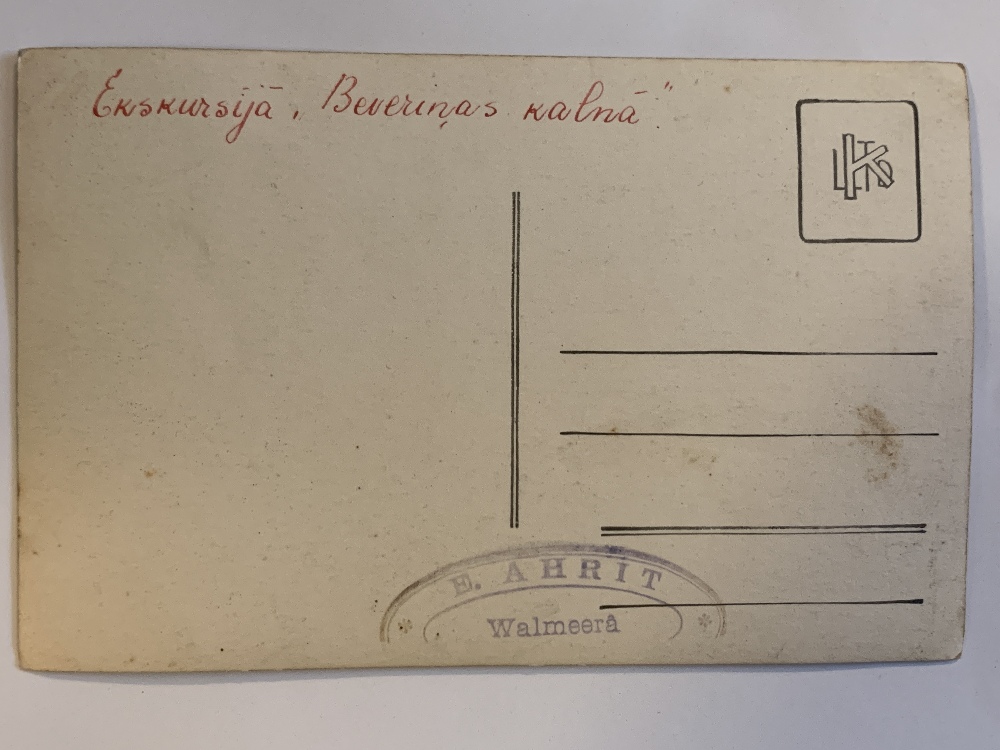 Ekskursijā „Beveriņas kalnā"
E. AHRIT
Walmeerâ